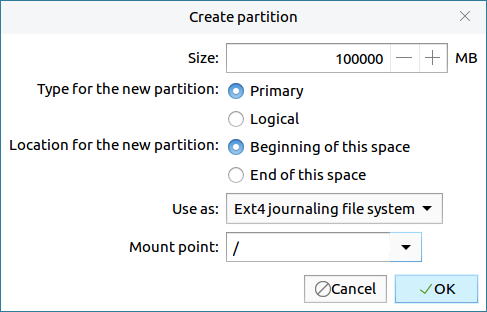 Create partition
Size: 100000 MB
Type for the new partition: Primary
Logical
Location for the new partition: Beginning of this space
End of this space
Use as: Ext4 journaling file system
Mount point: /
Cancel OK